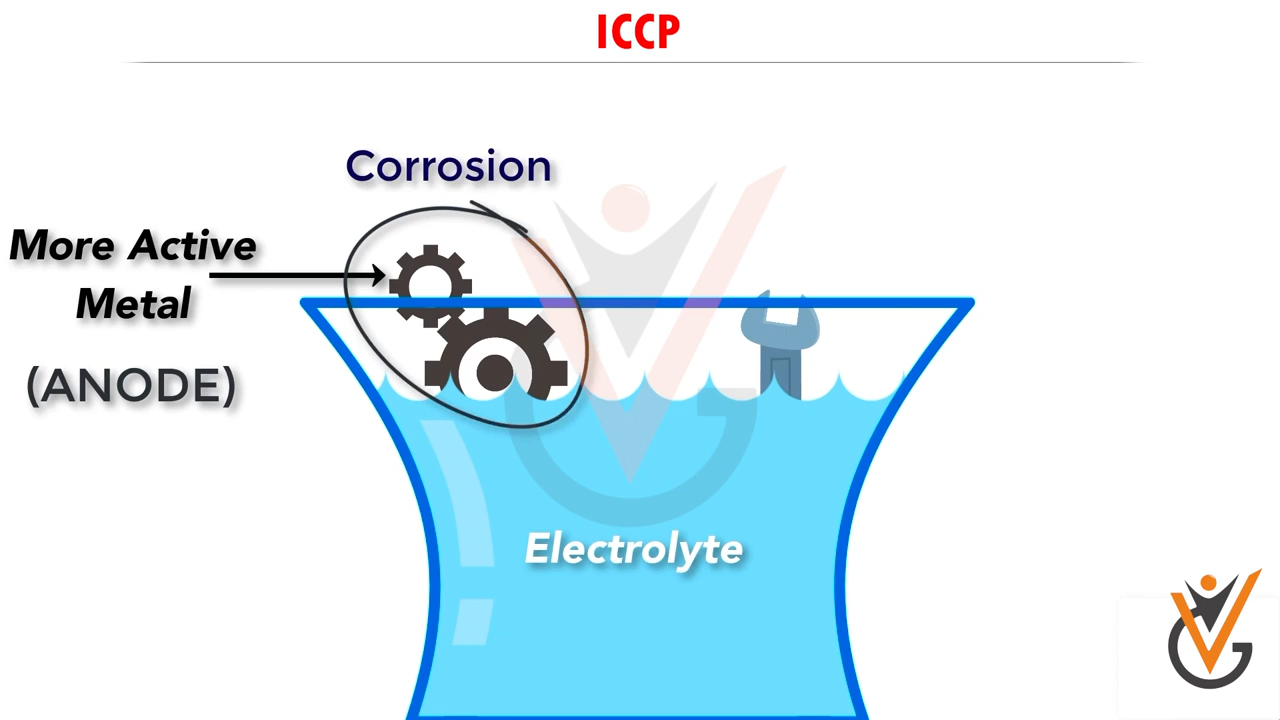 ICCP
Corrosion
More Active
Metal
(ANODE)
Electrolyte